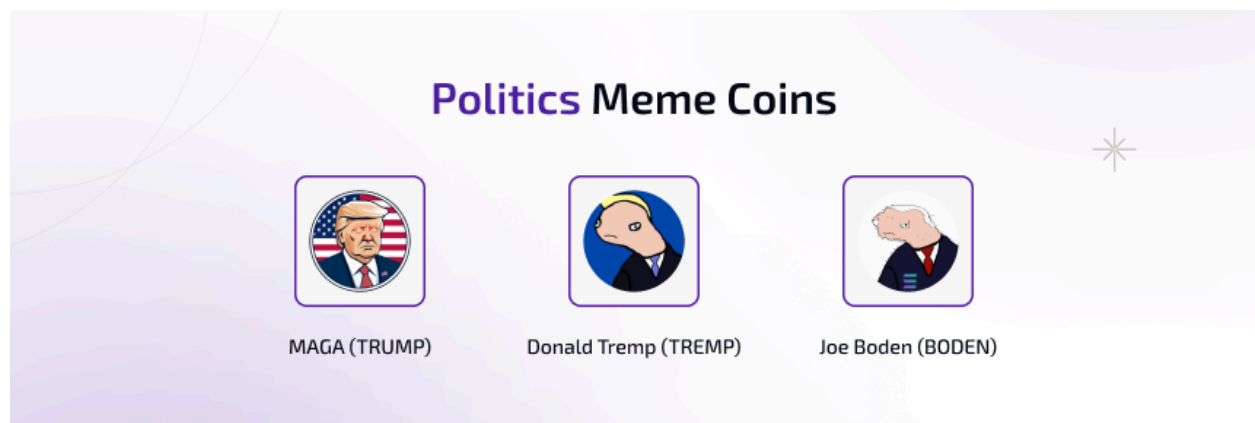 Politics Meme Coins
MAGA (TRUMP)
Donald Tremp (TREMP)
Joe Boden (BODEN)